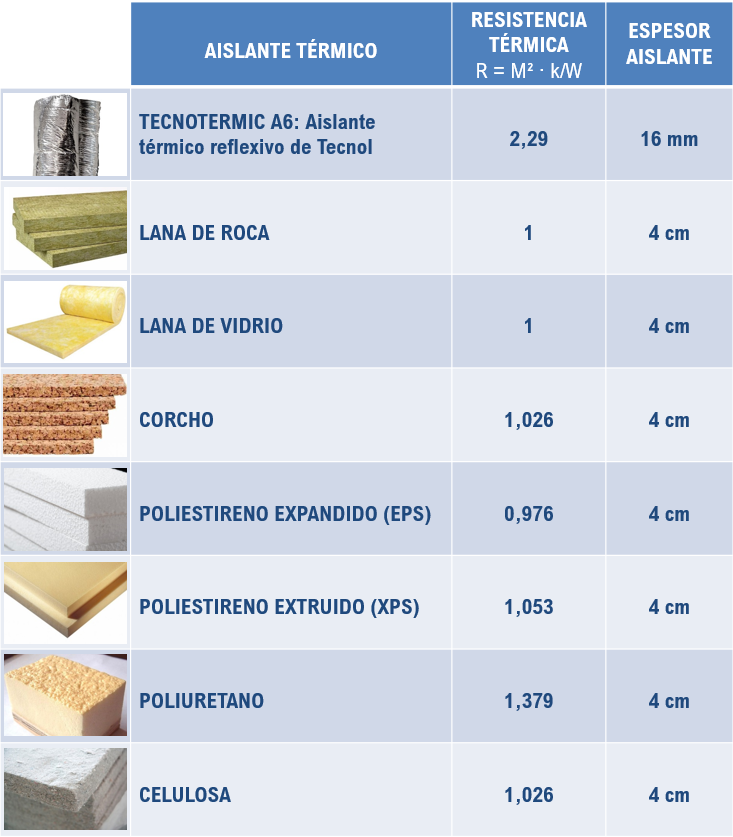 AISLANTE TÉRMICO
RESISTENCIA
TÉRMICA
R = M² · k/W
ESPESOR
AISLANTE
TECNOTERMIC A6: Aislante
térmico reflexivo de Tecnol
2,29
16 mm
LANA DE ROCA
1
4 cm
LANA DE VIDRIO
1
4 cm
CORCHO
1,026
4 cm
POLIESTIRENO EXPANDIDO (EPS)
0,976
4 cm
POLIESTIRENO EXTRUIDO (XPS)
1,053
4 cm
POLIURETANO
1,379
4 cm
CELULOSA
1,026
4 cm